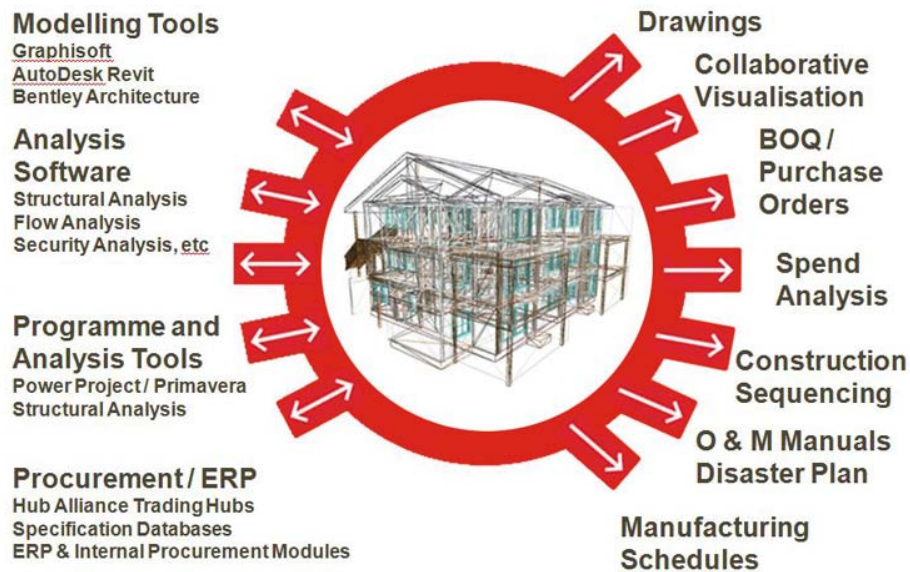 Modelling Tools
Graphisoft
AutoDesk Revit
Bentley Architecture
Analysis
Software
Structural Analysis
Flow Analysis
Security Analysis, etc
Programme and
Analysis Tools
Power Project / Primavera
Structural Analysis
Procurement / ERP
Hub Alliance Trading Hubs
Specification Databases
ERP & Internal Procurement Modules
Drawings
Collaborative
Visualisation
BOQ /
Purchase
Orders
Spend
Analysis
Construction
Sequencing
O & M Manuals
Disaster Plan
Manufacturing
Schedules